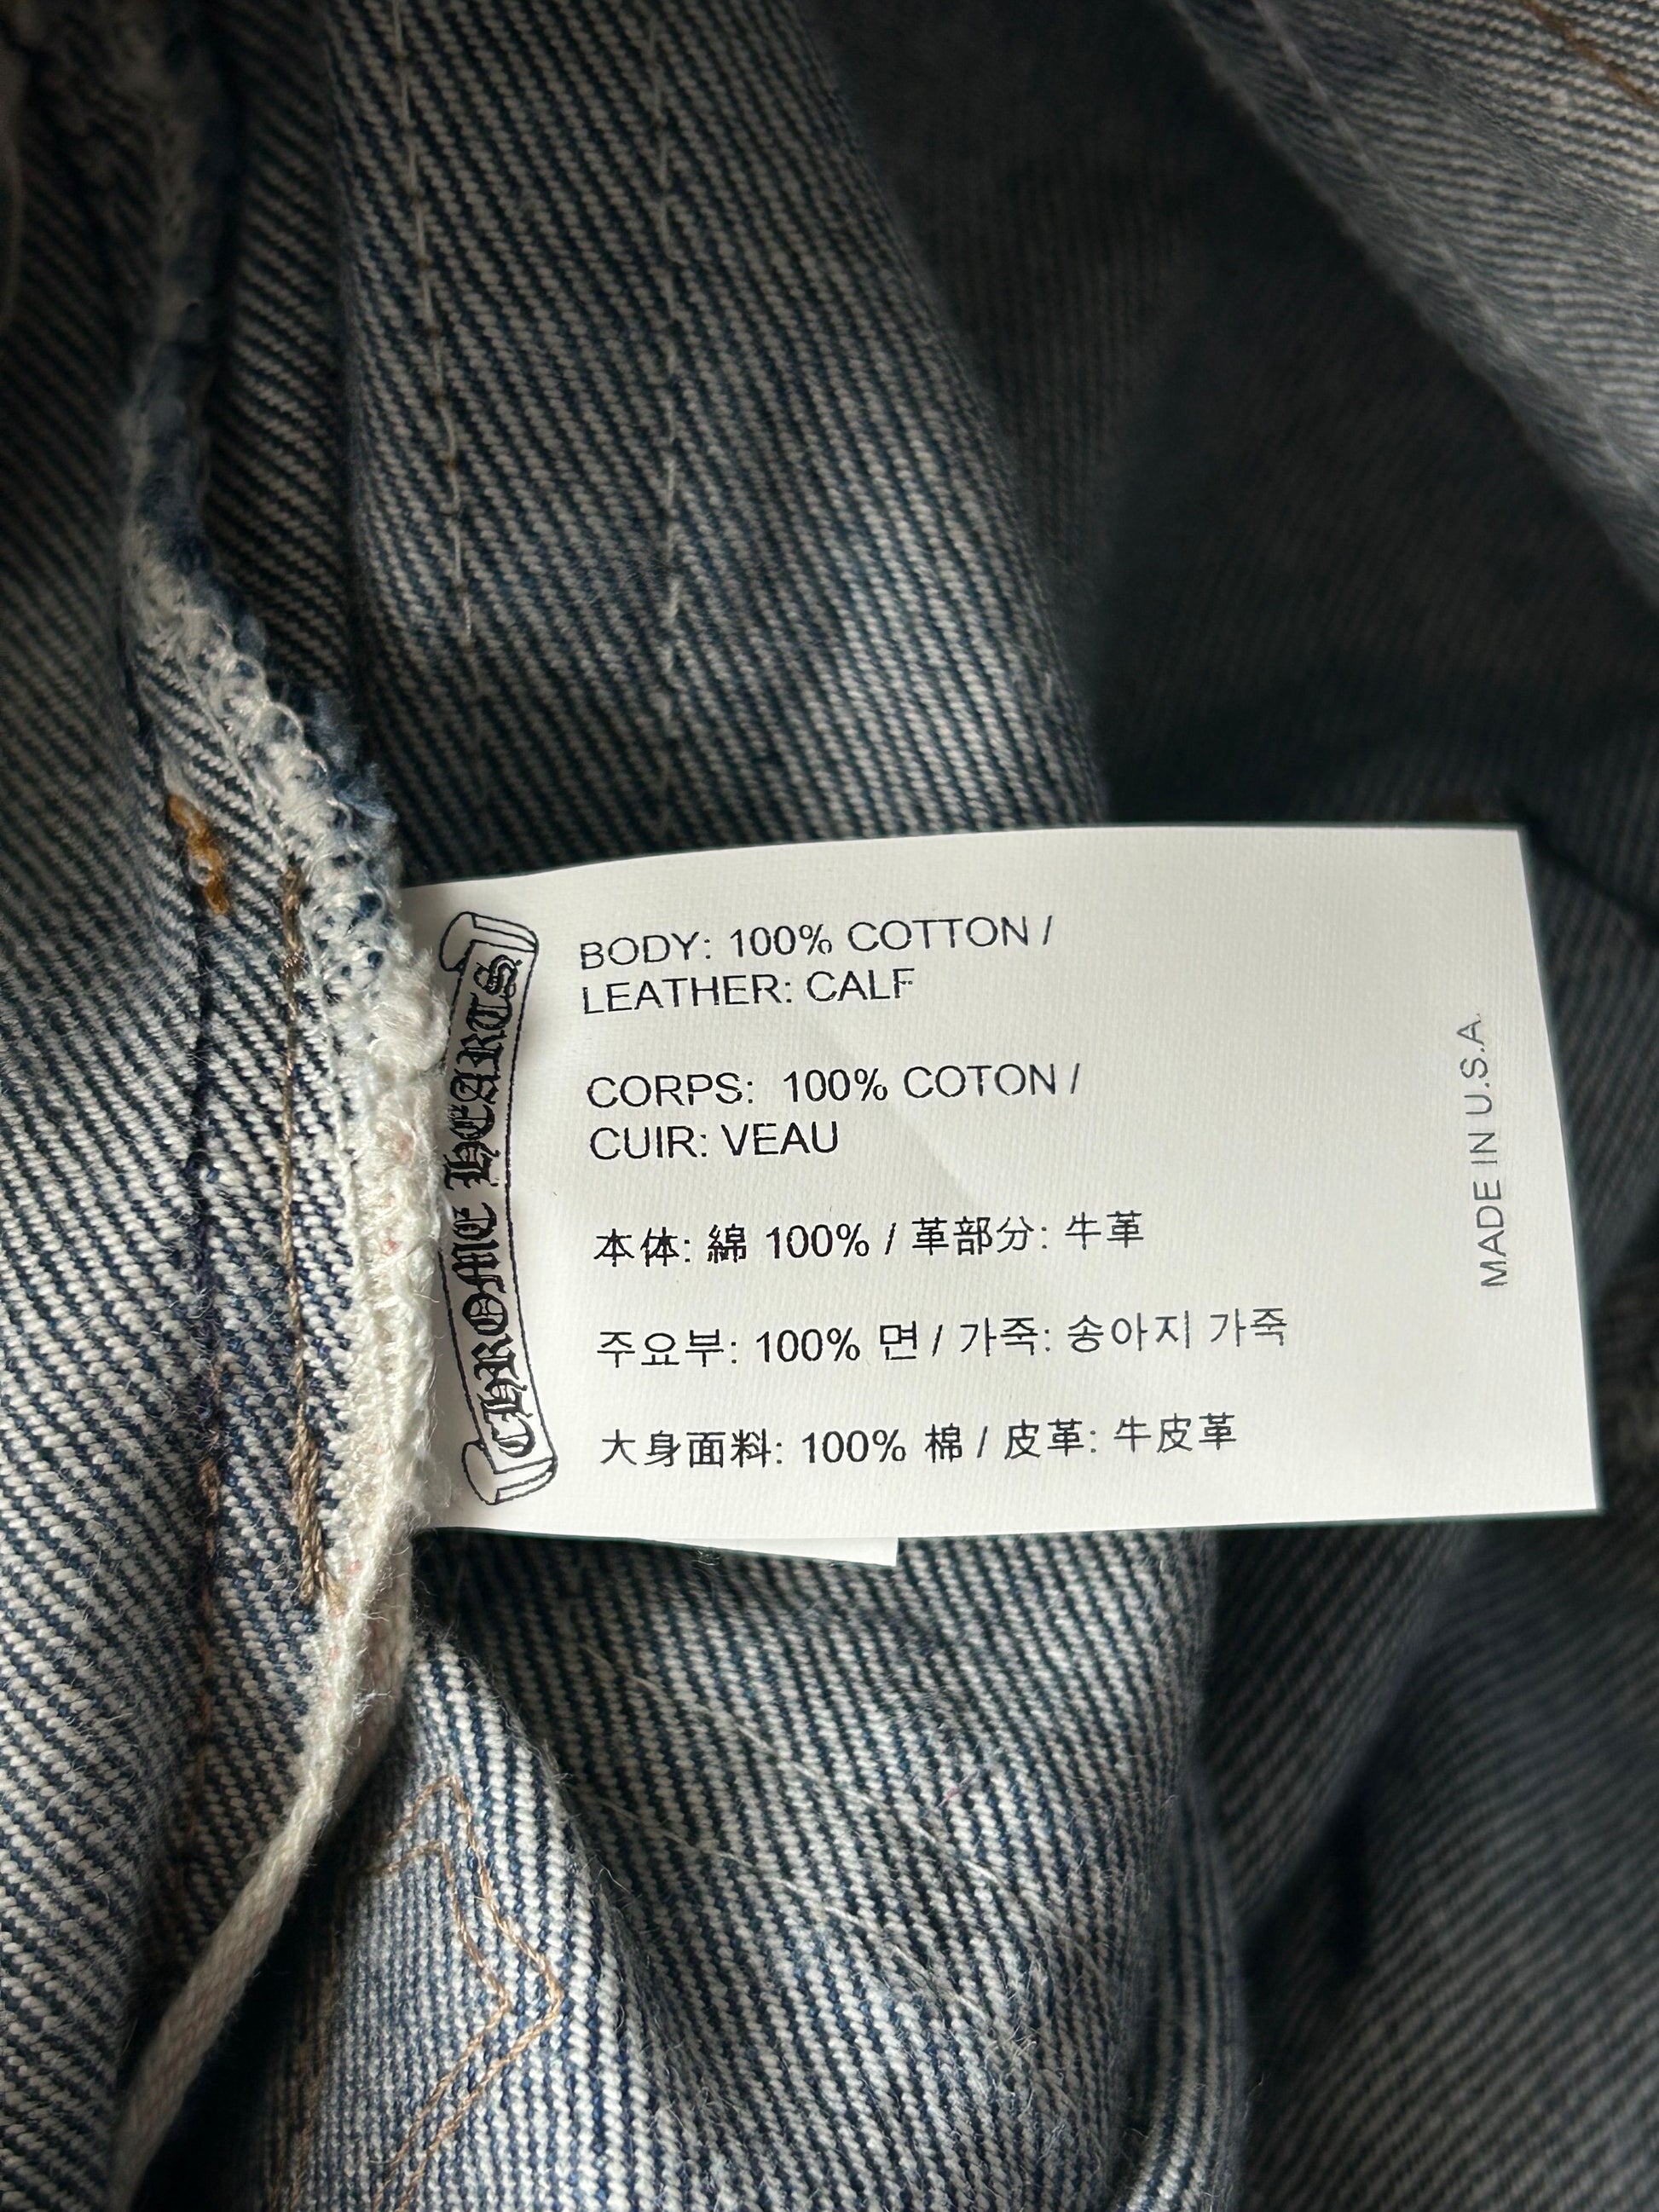 CHROME HEARTS
BODY: 100% COTTON /
LEATHER: CALF
CORPS: 100% COTON /
CUIR: VEAU
本体: 綿 100% / 革部分: 牛革
주요부: 100% 면 / 가죽: 송아지 가죽
大身面料: 100% 棉 / 皮革: 牛皮革
MADE IN U.S.A.